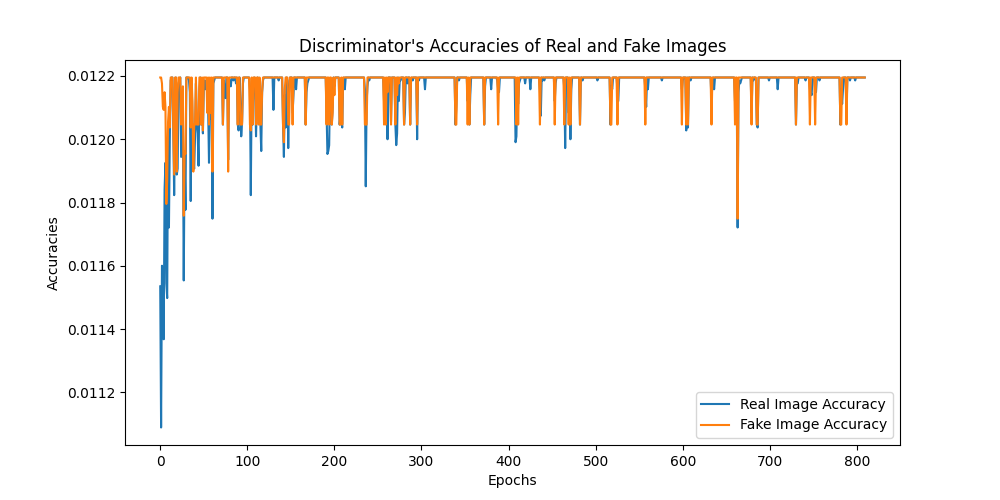 Discriminator's Accuracies of Real and Fake Images
0.0122
0.0120
0.0118
0.0116
0.0114
0.0112
Accuracies
0 100 200 300 400 500 600 700 800
Epochs
Real Image Accuracy
Fake Image Accuracy